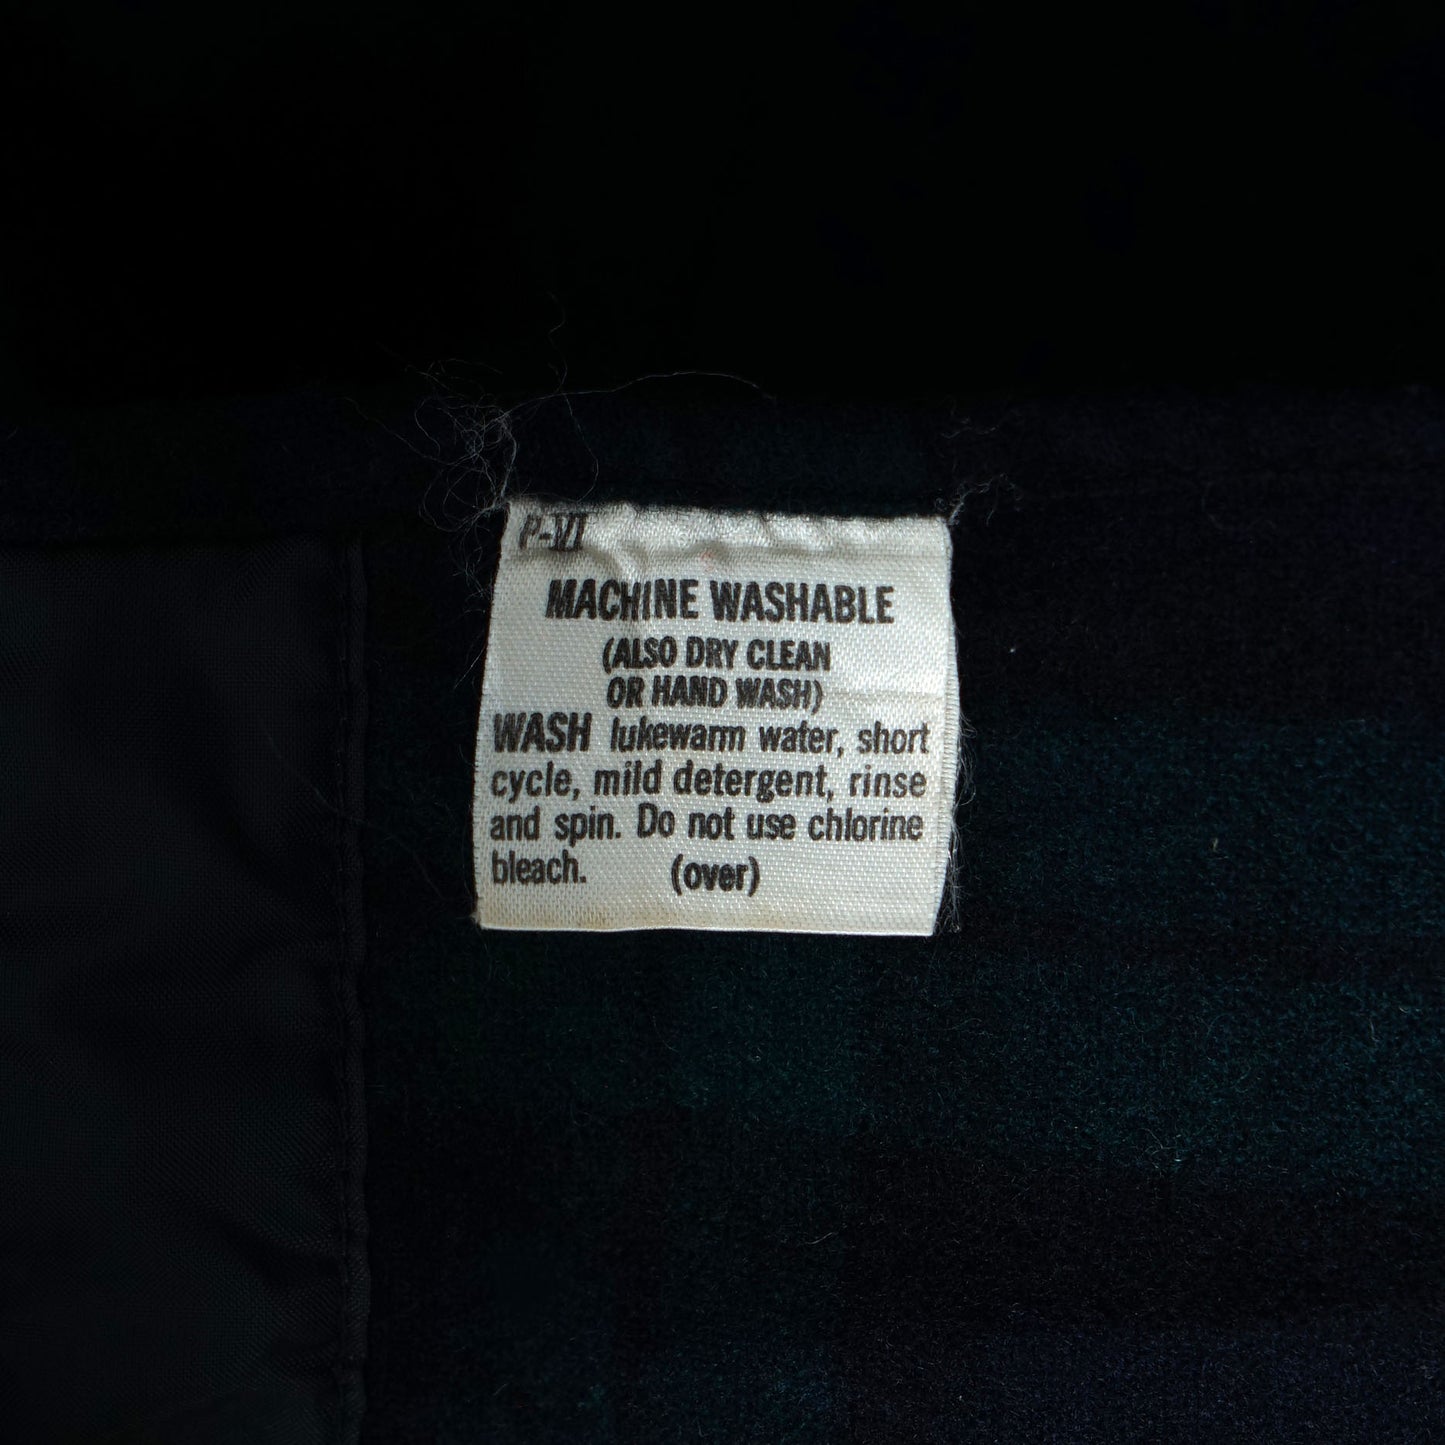 P-VI
MACHINE WASHABLE
(ALSO DRY CLEAN
OR HAND WASH)
WASH lukewarm water, short
cycle, mild detergent, rinse
and spin. Do not use chlorine
bleach. (over)